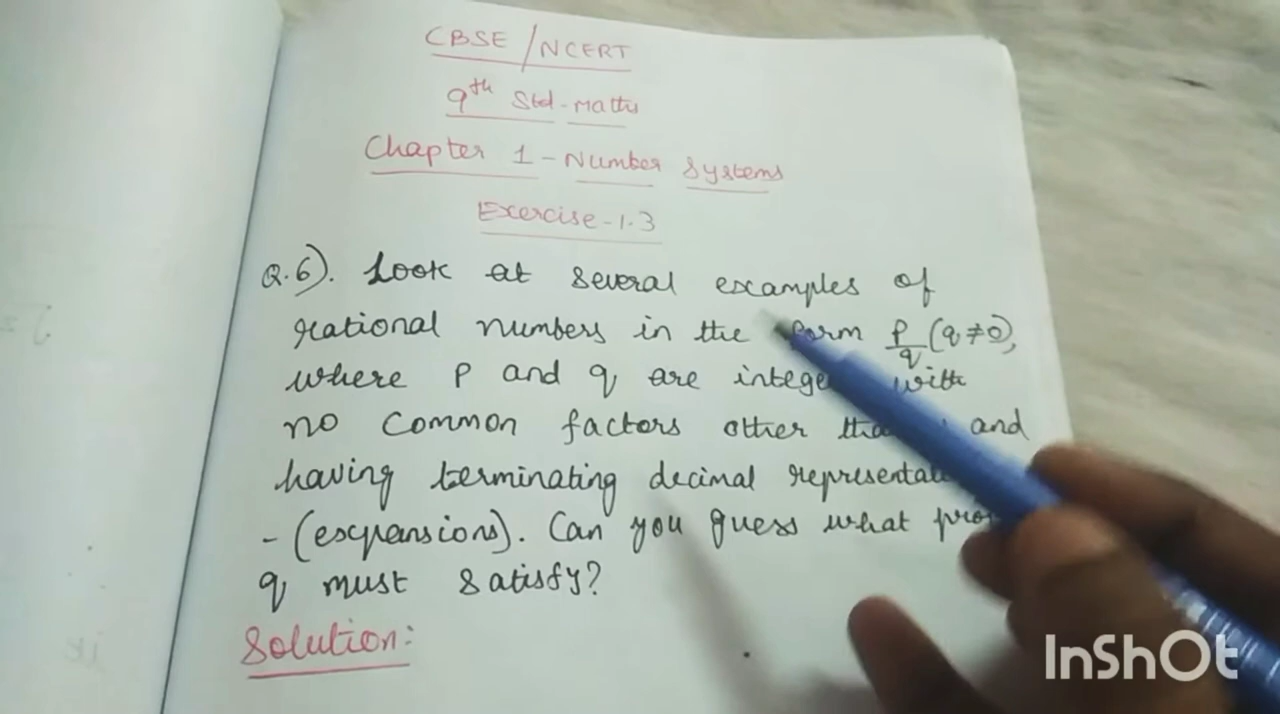 CBSE / NCERT
9th Std - Maths
Chapter 1 - Number Systems
Exercise - 1.3
Q.6). Look at several examples of
rational numbers in the form p/q (q ≠ 0),
where p and q are integers with
no common factors other than and
having terminating decimal
- (expansions). Can you guess what
q must satisfy?
Solution:
InShOt